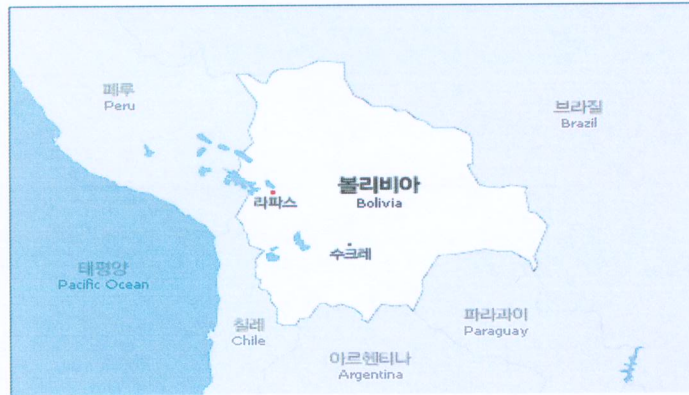 페루
Peru
브라질
Brazil
볼리비아
Bolivia
라파스
수크레
태평양
Pacific Ocean
칠레
Chile
파라과이
Paraguay
아르헨티나
Argentina